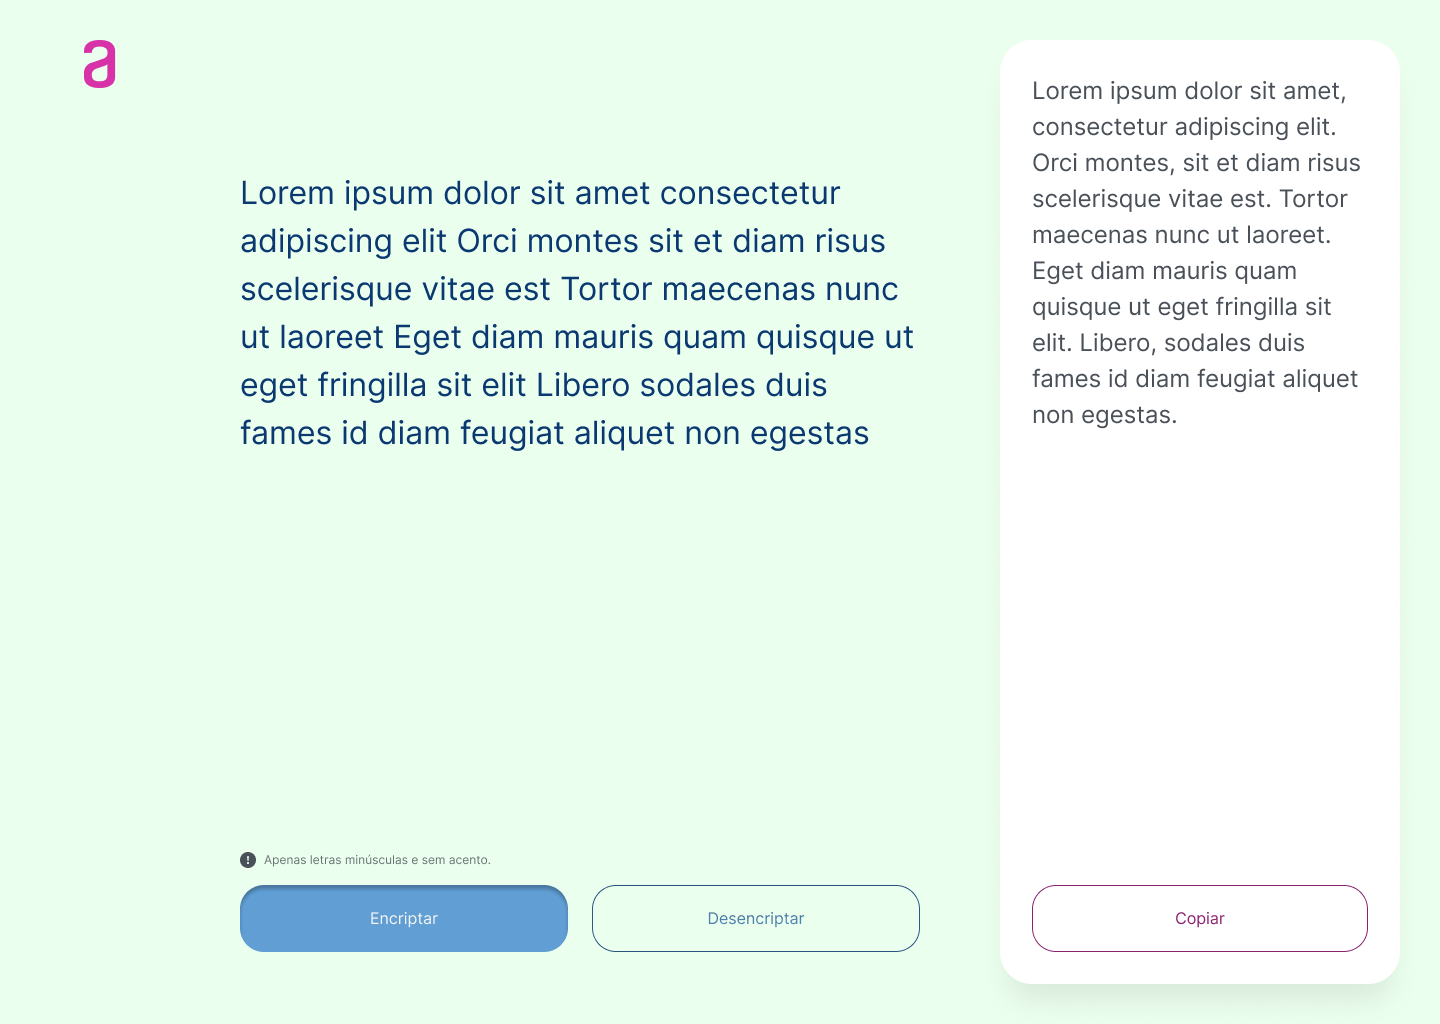 a
Lorem ipsum dolor sit amet consectetur
adipiscing elit Orci montes sit et diam risus
scelerisque vitae est Tortor maecenas nunc
ut laoreet Eget diam mauris quam quisque ut
eget fringilla sit elit Libero sodales duis
fames id diam feugiat aliquet non egestas
Apenas letras minúsculas e sem acento.
Encriptar
Desencriptar
Lorem ipsum dolor sit amet,
consectetur adipiscing elit.
Orci montes, sit et diam risus
scelerisque vitae est. Tortor
maecenas nunc ut laoreet.
Eget diam mauris quam
quisque ut eget fringilla sit
elit. Libero, sodales duis
fames id diam feugiat aliquet
non egestas.
Copiar